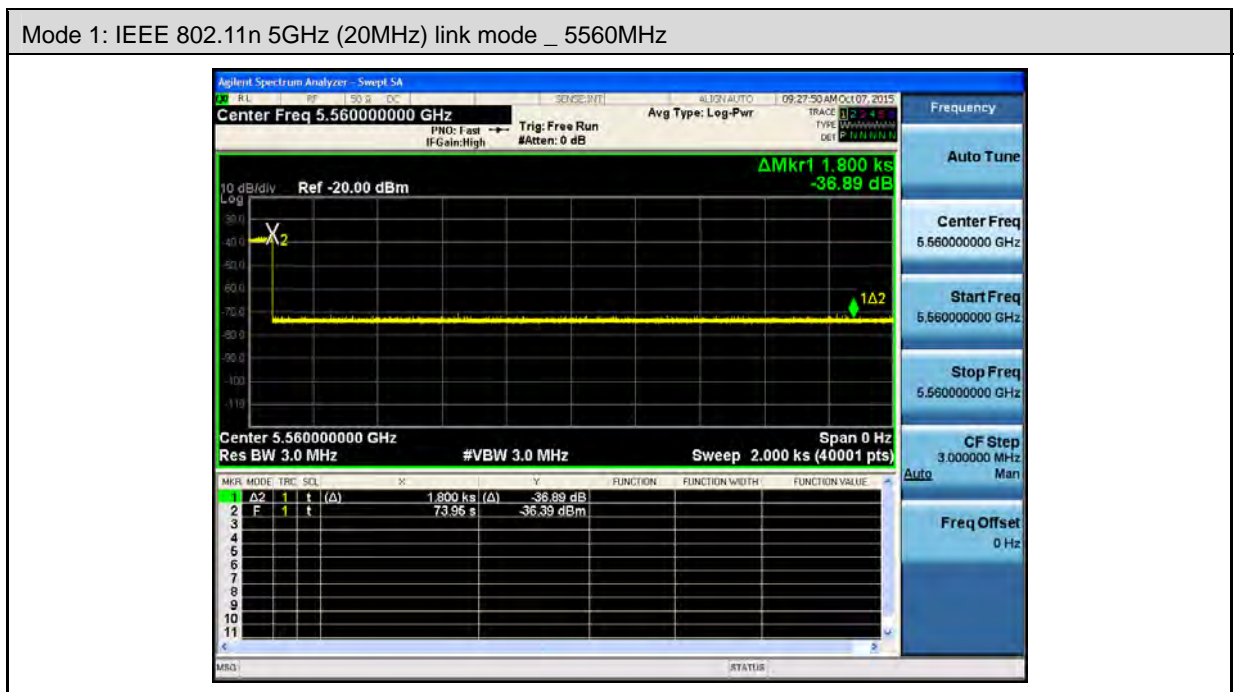 Mode 1: IEEE 802.11n 5GHz (20MHz) link mode _ 5560MHz
Agilent Spectrum Analyzer - Swept SA
RL RF 50 Ω DC SENSE:INT ALIGN AUTO 09:27:50 AM Oct 07, 2015
Center Freq 5.560000000 GHz
PNO: Fast
IFGain:High
Trig: Free Run
#Atten: 0 dB
Avg Type: Log-Pwr
TRACE 1 2 3 4 5 6
TYPE
DET P N N N N N
ΔMkr1 1.800 ks
-36.89 dB
10 dB/div Ref -20.00 dBm
Log
-30.0
-40.0
-50.0
-60.0
-70.0
-80.0
-90.0
-100
-110
X2
1Δ2
Center 5.560000000 GHz Span 0 Hz
Res BW 3.0 MHz #VBW 3.0 MHz Sweep 2.000 ks (40001 pts)
MKR MODE TRC SCL X Y FUNCTION FUNCTION WIDTH FUNCTION VALUE
1 Δ2 1 t (Δ) 1.800 ks (Δ) -36.89 dB
2 F 1 t 73.95 s -36.39 dBm
3
4
5
6
7
8
9
10
11
MSG STATUS
Frequency
Auto Tune
Center Freq
5.560000000 GHz
Start Freq
5.560000000 GHz
Stop Freq
5.560000000 GHz
CF Step
3.000000 MHz
Auto Man
Freq Offset
0 Hz